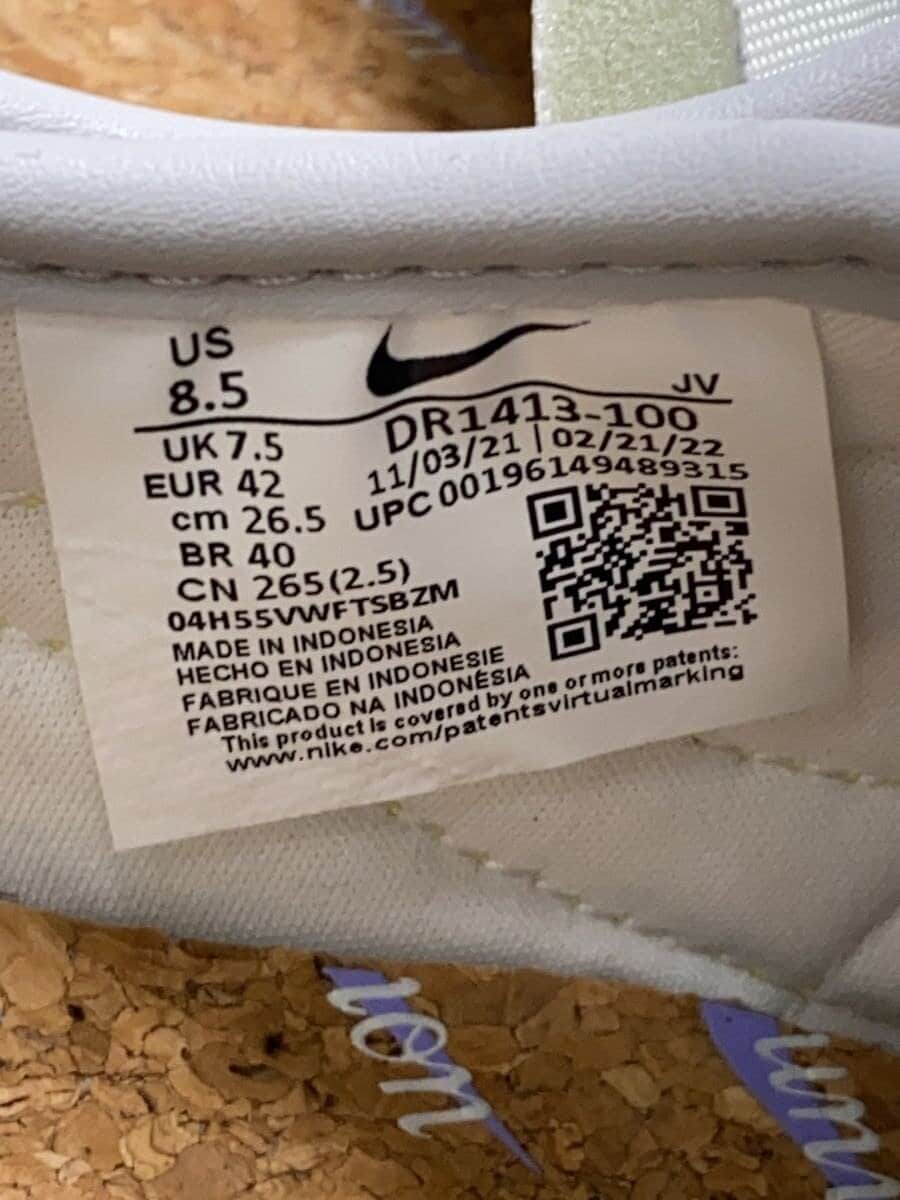 US
8.5
JV
UK 7.5
DR1413-100
EUR 42
11/03/21 | 02/21/22
cm 26.5
UPC 00196149489315
BR 40
CN 265(2.5)
04H55VWFTSBZM
MADE IN INDONESIA
HECHO EN INDONESIA
FABRIQUE EN INDONESIE
FABRICADO NA INDONÉSIA
This product is covered by one or more patents:
www.nike.com/patentsvirtualmarking